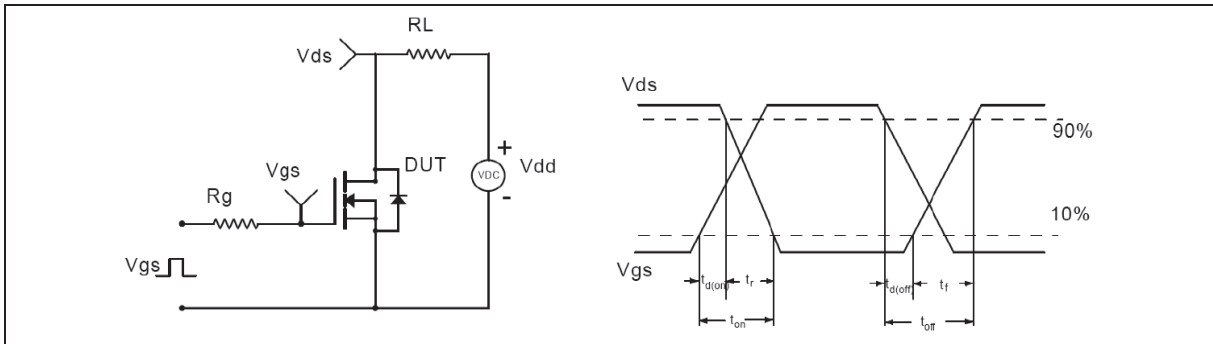 RL
Vds
Vgs
DUT
+
VDC
Vdd
-
Rg
Vgs
Vds
90%
10%
Vgs
td(on)
tr
td(off)
tf
ton
toff